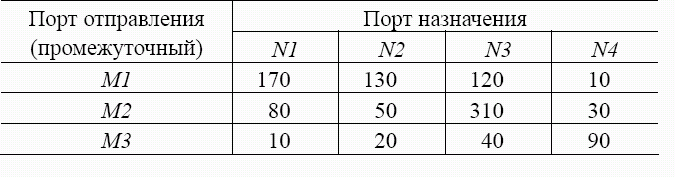 Порт отправления (промежуточный) Порт назначения
N1 N2 N3 N4
M1 170 130 120 10
M2 80 50 310 30
M3 10 20 40 90